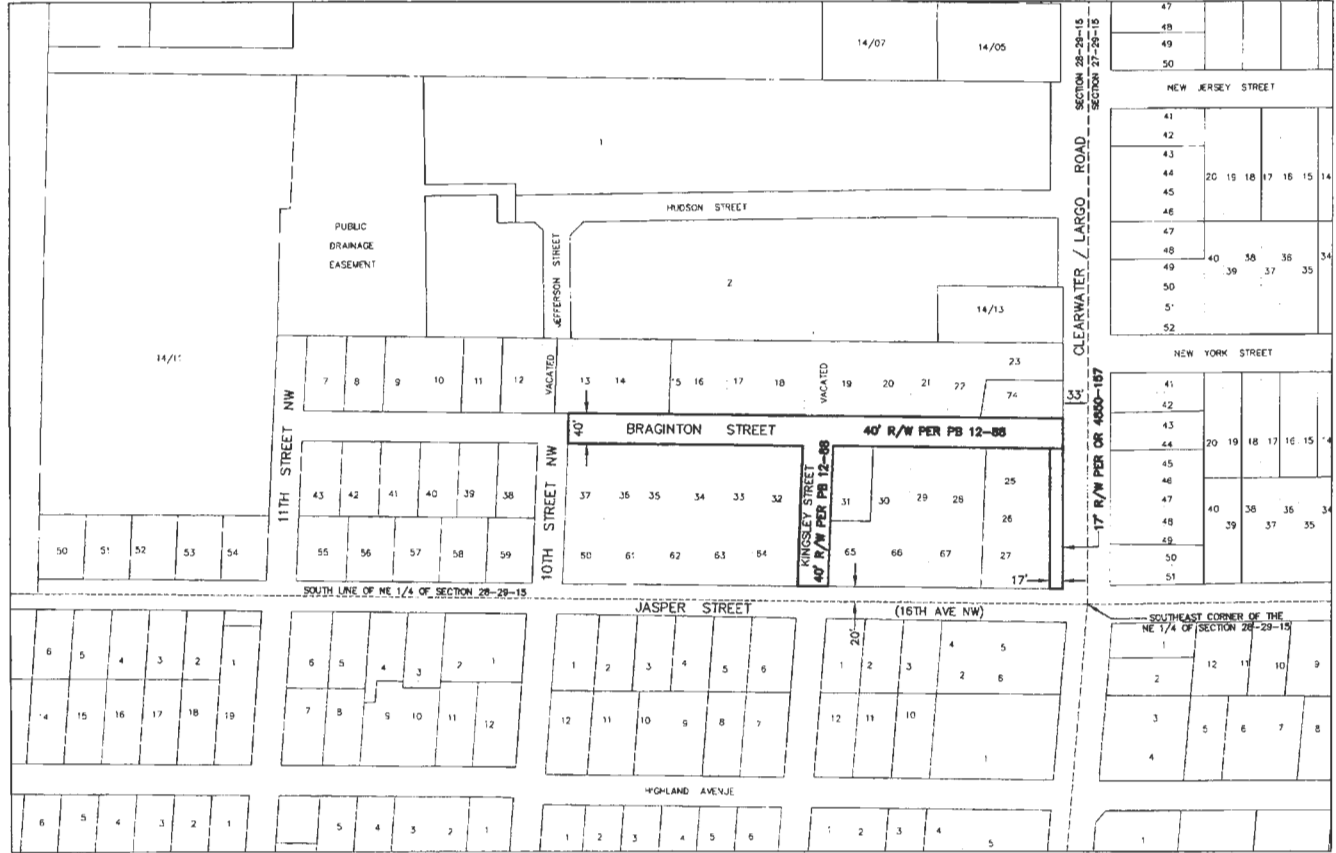 14/07
14/05
SECTION 28-29-15
SECTION 27-29-15
47
48
49
50
NEW JERSEY STREET
1
41
42
43
44
45
46
20 19 18 17 16 15 14
HUDSON STREET
PUBLIC
DRAINAGE
EASEMENT
JEFFERSON STREET
2
14/13
CLEARWATER / LARGO ROAD
47
48
49
50
52
40 38 36 34
39 37 35
NEW YORK STREET
7 8 9 10 11 12
VACATED
13 14 16 17 18
VACATED
19 20 21 22
23
33'
40'
BRAGINTON STREET
40' R/W PER PB 12-88
11TH STREET NW
10TH STREET NW
KINGSLEY STREET
40' R/W PER PB 12-88
17' R/W PER OR 4850-157
41
42
43
44
45
46
47
48
49
50
51
20 19 18 17 16 15
40 38 36 34
39 37 35
43 42 41 40 39 38
37 36 35 34 33 32
31 30 29 28
25
26
27
50 51 52 53 54
55 56 57 58 59
61 62 63 64
65 66 67
17'
SOUTH LINE OF NE 1/4 OF SECTION 28-29-15
JASPER STREET
(16TH AVE NW)
20'
SOUTHEAST CORNER OF THE
NE 1/4 OF SECTION 28-29-15
6 5 4 3 2 1
6 5 4 3 2 1
1 2 3 4 5 6
1 2 3 4 5
2 6
1
2
12 11 10 9
15 16 17 18 19
7 8 9 10 11 12
12 11 10 9 8 7
12 11 10
1
3
4
5 6 7 8
HIGHLAND AVENUE
6 5 4 3 2 1
5 4 3 2 1
1 2 3 4 5 6
1 2 3 4
5
1